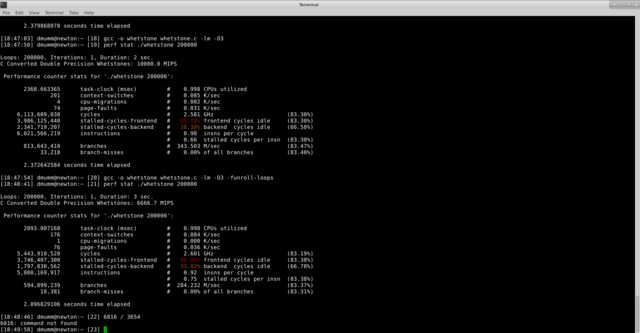 Terminal
File Edit View Terminal Tabs Help
2.379868078 seconds time elapsed
[18:47:03] dmumm@newton:~ [18] gcc -o whetstone whetstone.c -lm -O3
[18:47:50] dmumm@newton:~ [19] perf stat ./whetstone 200000
Loops: 200000, Iterations: 1, Duration: 2 sec.
C Converted Double Precision Whetstones: 10000.0 MIPS
Performance counter stats for './whetstone 200000':
2368.663365 task-clock (msec) # 0.998 CPUs utilized
201 context-switches # 0.085 K/sec
4 cpu-migrations # 0.002 K/sec
74 page-faults # 0.031 K/sec
6,113,609,038 cycles # 2.581 GHz (83.30%)
3,986,125,440 stalled-cycles-frontend # frontend cycles idle (83.30%)
2,341,719,207 stalled-cycles-backend # 38.30% backend cycles idle (66.58%)
6,021,566,219 instructions # 0.98 insns per cycle
# 0.66 stalled cycles per insn (83.30%)
813,643,410 branches # 343.503 M/sec (83.47%)
33,218 branch-misses # 0.00% of all branches (83.40%)
2.372642584 seconds time elapsed
[18:47:54] dmumm@newton:~ [20] gcc -o whetstone whetstone.c -lm -O3 -funroll-loops
[18:48:41] dmumm@newton:~ [21] perf stat ./whetstone 200000
Loops: 200000, Iterations: 1, Duration: 3 sec.
C Converted Double Precision Whetstones: 6666.7 MIPS
Performance counter stats for './whetstone 200000':
2093.007168 task-clock (msec) # 0.998 CPUs utilized
176 context-switches # 0.084 K/sec
1 cpu-migrations # 0.000 K/sec
76 page-faults # 0.036 K/sec
5,443,910,528 cycles # 2.601 GHz (83.19%)
3,746,407,300 stalled-cycles-frontend # frontend cycles idle (83.38%)
1,797,830,562 stalled-cycles-backend # 33.02% backend cycles idle (66.78%)
5,008,169,917 instructions # 0.92 insns per cycle
# 0.75 stalled cycles per insn (83.38%)
594,899,239 branches # 284.232 M/sec (83.37%)
18,381 branch-misses # 0.00% of all branches (83.31%)
2.096829106 seconds time elapsed
[18:48:46] dmumm@newton:~ [22] 6816 / 3654
6816: command not found
[18:49:58] dmumm@newton:~ [23]